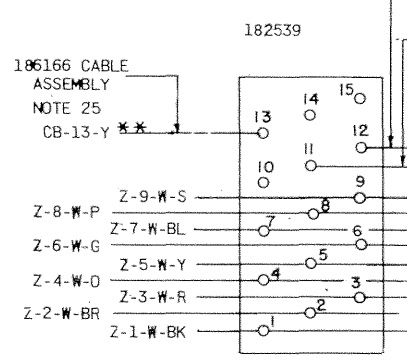 182539
186166 CABLE
ASSEMBLY
NOTE 25
CB-13-Y **
15
14
13
12
11
10
9
Z-9-W-S
Z-8-W-P
8
Z-7-W-BL
7
6
Z-6-W-G
Z-5-W-Y
5
Z-4-W-O
4
Z-3-W-R
3
Z-2-W-BR
2
Z-1-W-BK
1